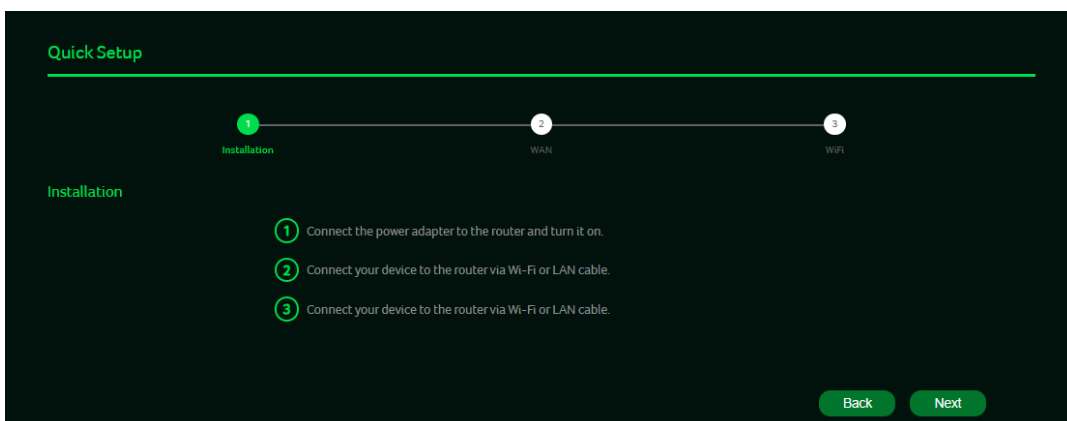 Quick Setup
1
2
3
Installation
WAN
WiFi
Installation
1 Connect the power adapter to the router and turn it on.
2 Connect your device to the router via Wi-Fi or LAN cable.
3 Connect your device to the router via Wi-Fi or LAN cable.
Back
Next